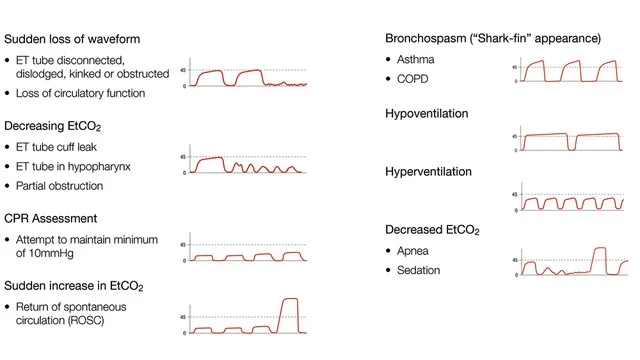 Sudden loss of waveform
• ET tube disconnected,
dislodged, kinked or obstructed
• Loss of circulatory function
45
0
Decreasing EtCO2
• ET tube cuff leak
• ET tube in hypopharynx
• Partial obstruction
45
0
CPR Assessment
• Attempt to maintain minimum
of 10mmHg
45
0
Sudden increase in EtCO2
• Return of spontaneous
circulation (ROSC)
45
0
Bronchospasm (“Shark-fin” appearance)
• Asthma
• COPD
45
0
Hypoventilation
45
0
Hyperventilation
45
0
Decreased EtCO2
• Apnea
• Sedation
45
0